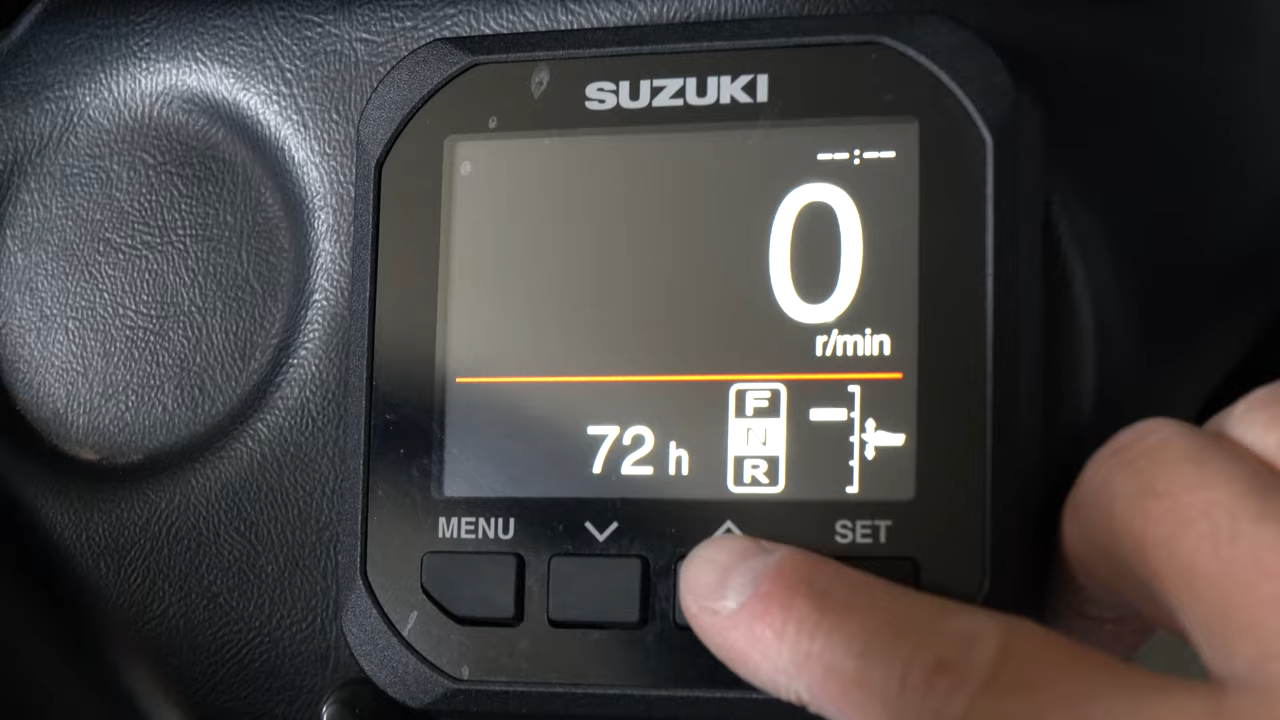 SUZUKI
--:--
0
r/min
72 h
F
N
R
MENU
SET